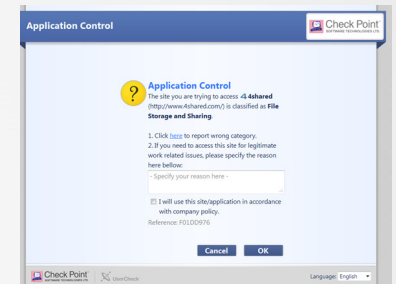 Application Control
Check Point
SOFTWARE TECHNOLOGIES LTD.
Application Control
The site you are trying to access 4 4shared
(http://www.4shared.com/) is classified as File
Storage and Sharing.
1. Click here to report wrong category.
2. If you need to access this site for legitimate
work related issues, please specify the reason
here bellow:
- Specify your reason here -
I will use this site/application in accordance
with company policy.
Reference: F01DD976
Cancel OK
Check Point
SOFTWARE TECHNOLOGIES LTD.
UserCheck
Language: English